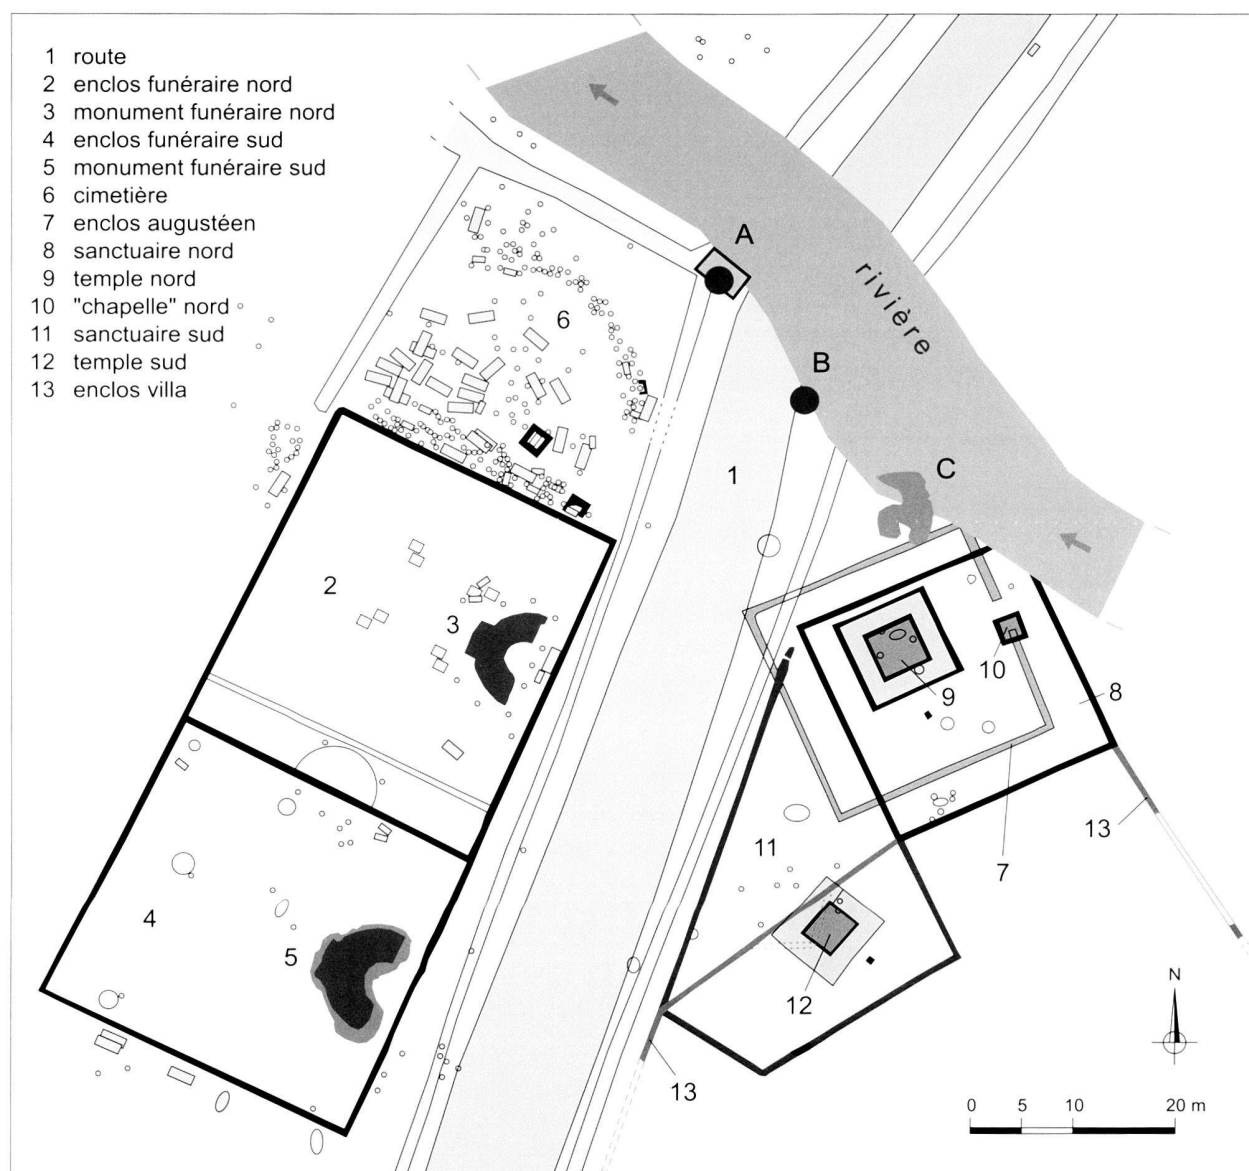 1 route
2 enclos funéraire nord
3 monument funéraire nord
4 enclos funéraire sud
5 monument funéraire sud
6 cimetière
7 enclos augustéen
8 sanctuaire nord
9 temple nord
10 "chapelle" nord
11 sanctuaire sud
12 temple sud
13 enclos villa
A
rivière
6
B
C
1
2
3
10
9
8
13
11
7
4
5
12
N
13
0 5 10 20 m